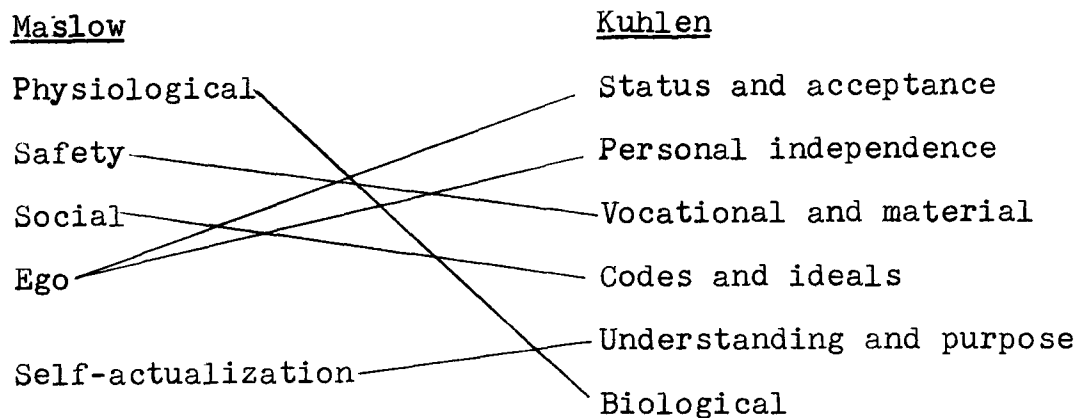 Maslow
Physiological
Safety
Social
Ego
Self-actualization
Kuhlen
Status and acceptance
Personal independence
Vocational and material
Codes and ideals
Understanding and purpose
Biological